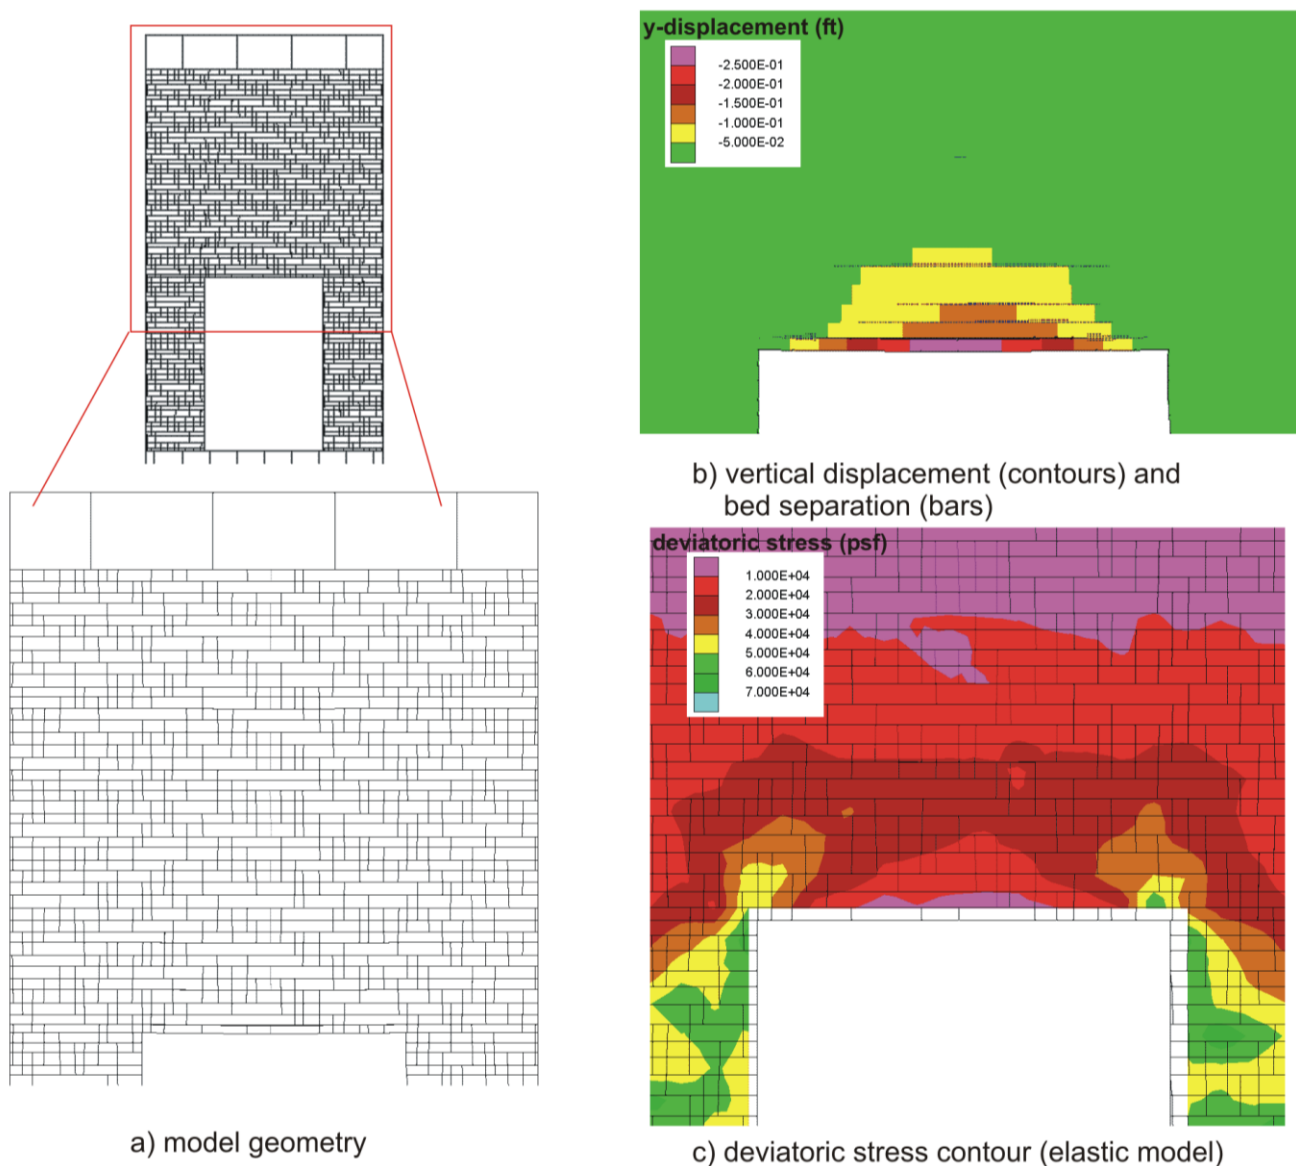 y-displacement (ft)
-2.500E-01
-2.000E-01
-1.500E-01
-1.000E-01
-5.000E-02
b) vertical displacement (contours) and
bed separation (bars)
deviatoric stress (psf)
1.000E+04
2.000E+04
3.000E+04
4.000E+04
5.000E+04
6.000E+04
7.000E+04
a) model geometry
c) deviatoric stress contour (elastic model)